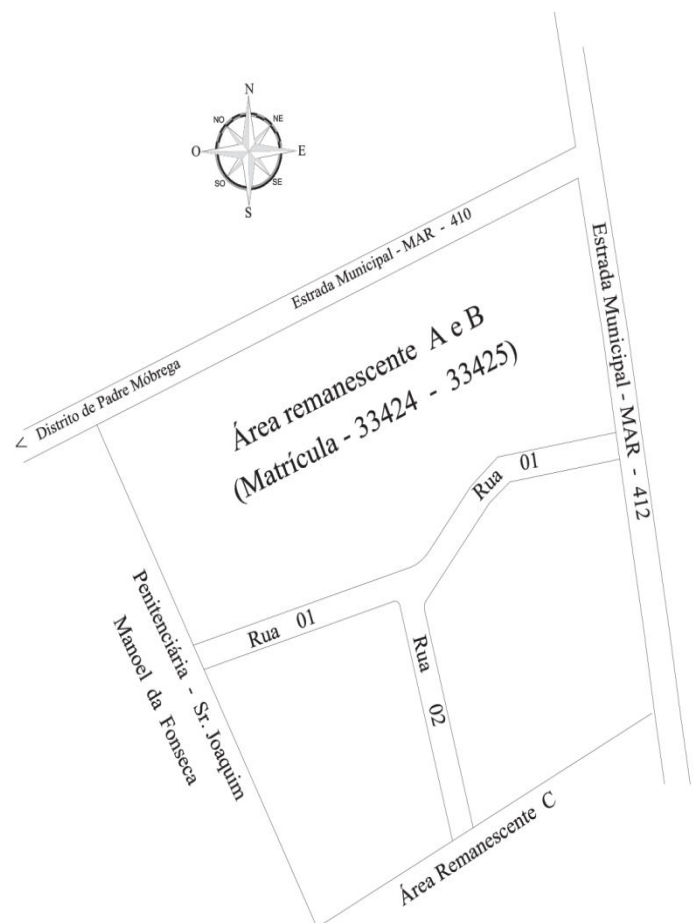 N
NO
NE
O
E
SO
SE
S
Estrada Municipal - MAR - 410
< Distrito de Padre Móbrega
Estrada Municipal - MAR - 412
Área remanescente A e B
(Matrícula - 33424 - 33425)
Rua 01
Rua 01
Rua 02
Penitenciária - Sr. Joaquim
Manoel da Fonseca
Área Remanescente C